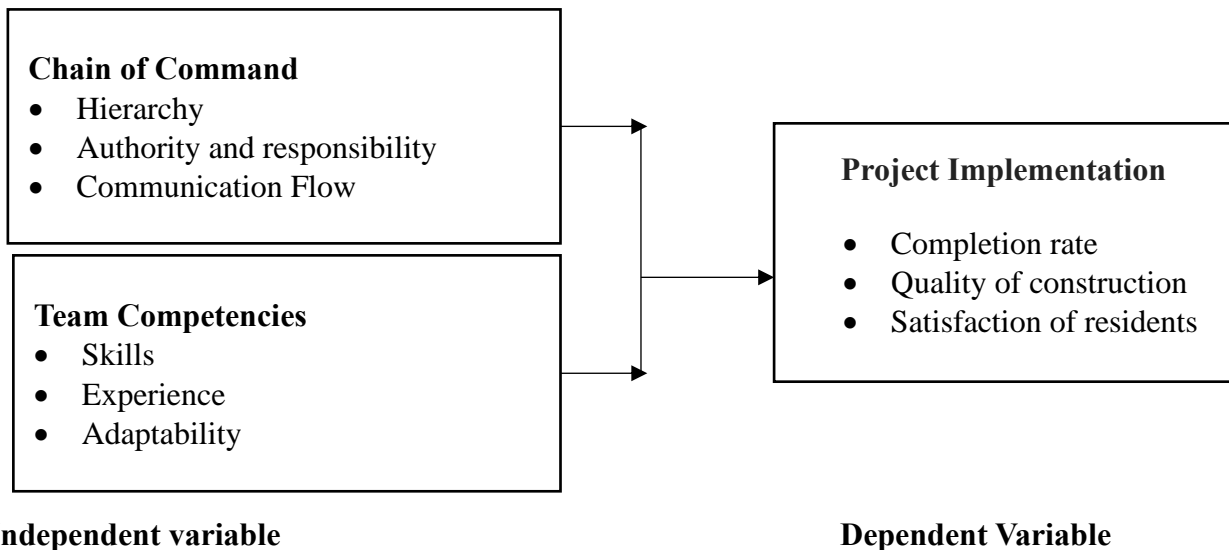 Chain of Command
• Hierarchy
• Authority and responsibility
• Communication Flow
Team Competencies
• Skills
• Experience
• Adaptability
Project Implementation
• Completion rate
• Quality of construction
• Satisfaction of residents
ndependent variable
Dependent Variable